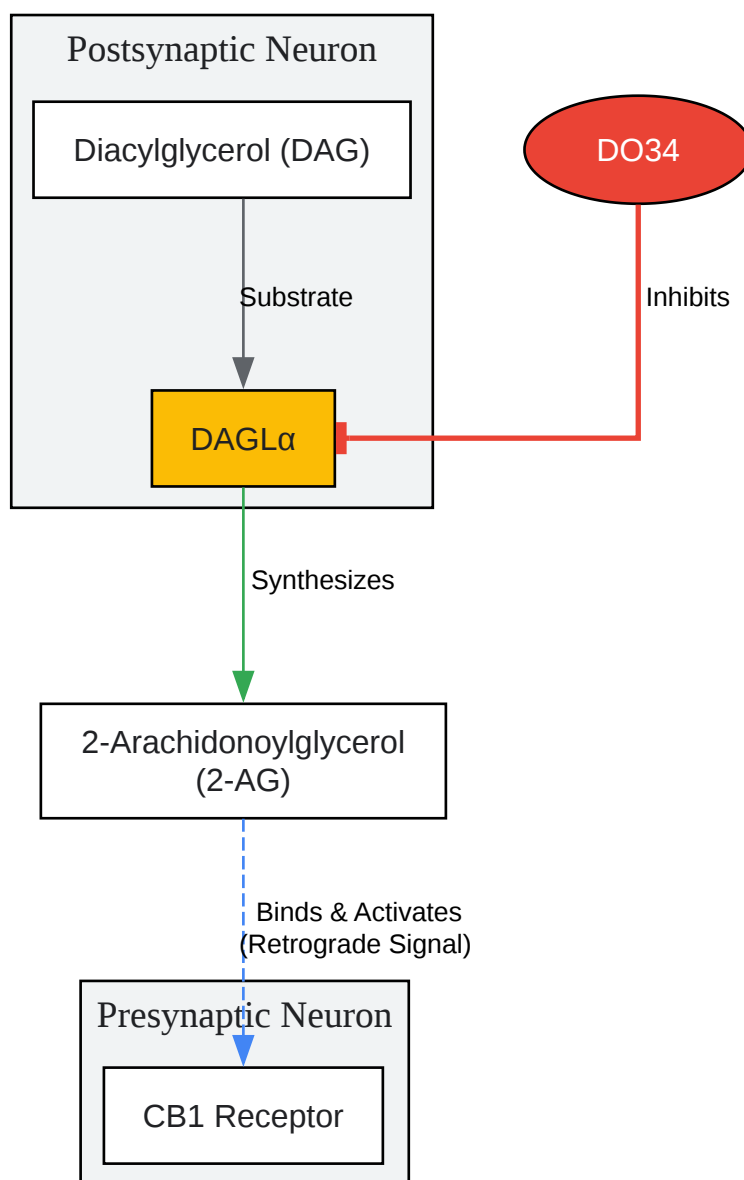 Postsynaptic Neuron
Diacylglycerol (DAG)
DO34
Substrate
Inhibits
DAGLα
Synthesizes
2-Arachidonoylglycerol
(2-AG)
Binds & Activates
(Retrograde Signal)
Presynaptic Neuron
CB1 Receptor